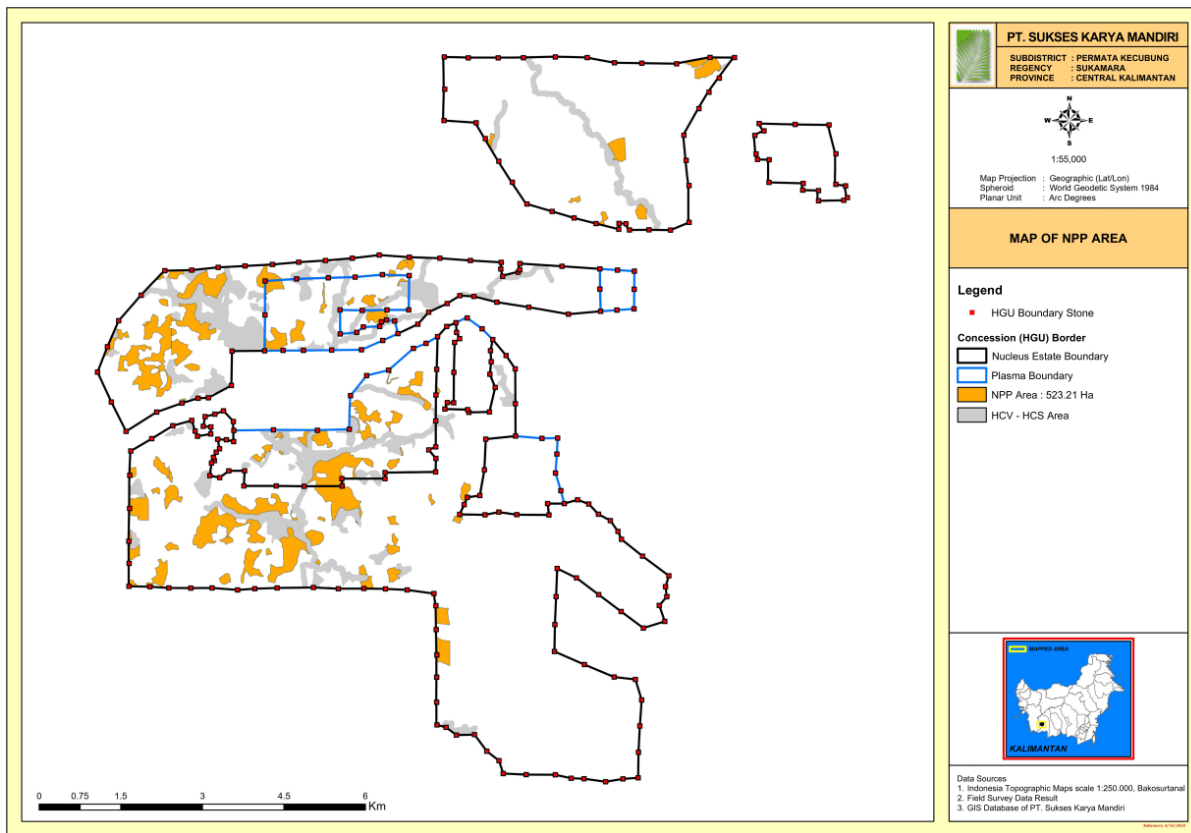 PT. SUKSES KARYA MANDIRI
SUBDISTRICT : PERMATA KECUBUNG
REGENCY : SUKAMARA
PROVINCE : CENTRAL KALIMANTAN
N
W E
S
1:55,000
Map Projection : Geographic (Lat/Lon)
Spheroid : World Geodetic System 1984
Planar Unit : Arc Degrees
MAP OF NPP AREA
Legend
HGU Boundary Stone
Concession (HGU) Border
Nucleus Estate Boundary
Plasma Boundary
NPP Area : 523.21 Ha
HCV - HCS Area
MAPPED AREA
KALIMANTAN
Data Sources
1. Indonesia Topographic Maps scale 1:250.000, Bakosurtanal
2. Field Survey Data Result
3. GIS Database of PT. Sukses Karya Mandiri
0 0.75 1.5 3 4.5 6
Km